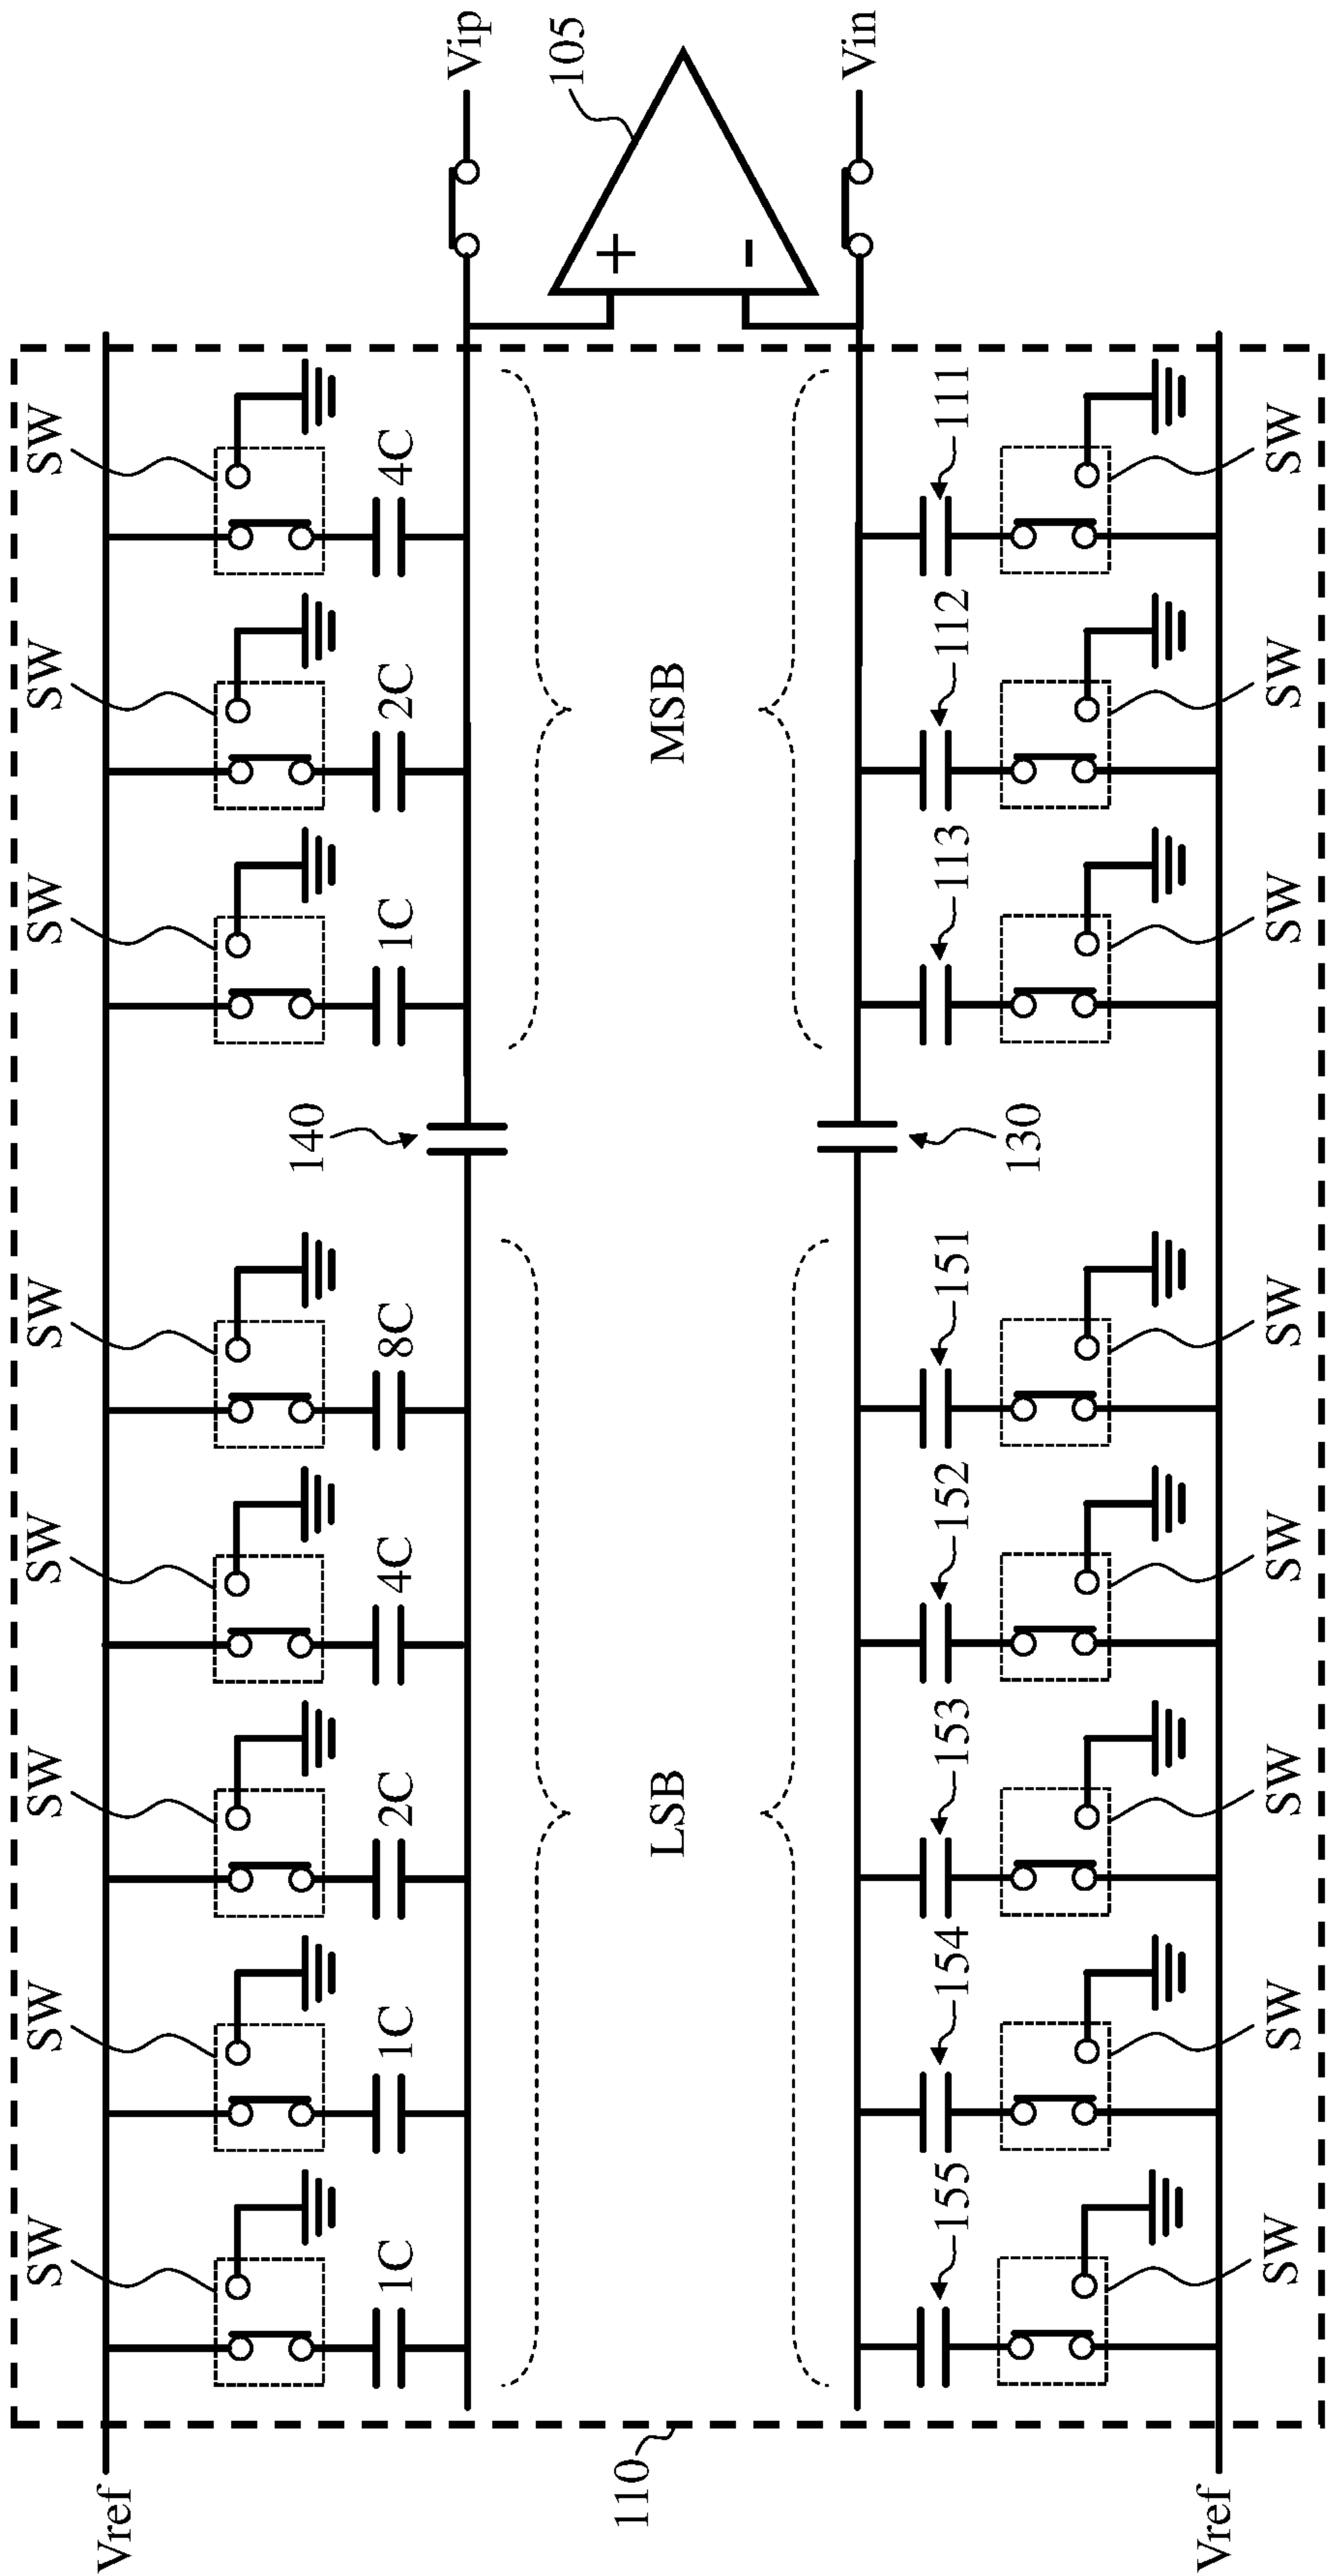 Vref
SW SW SW SW SW SW SW SW
1C 1C 2C 4C 8C 1C 2C 4C
140
Vip
110
LSB
MSB
105
+
-
Vin
130
155 154 153 152 151 113 112 111
SW SW SW SW SW SW SW SW
Vref